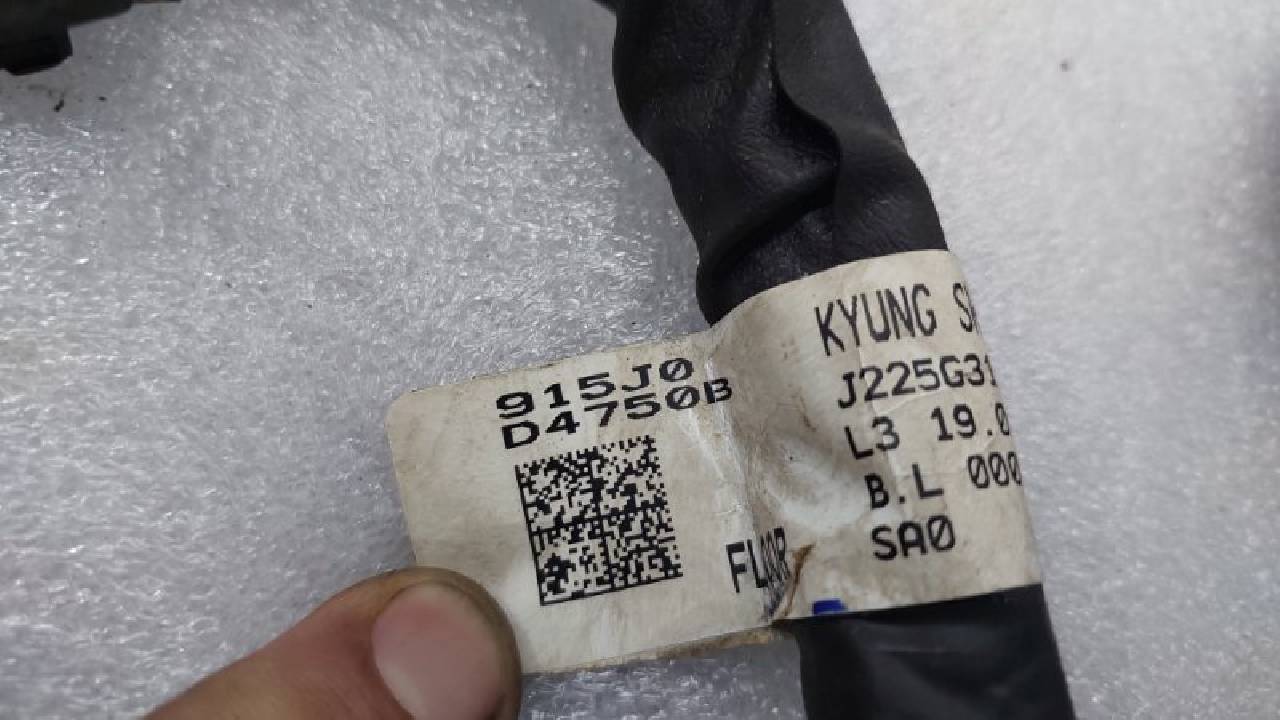 915J0
D4750B
FLOOR
KYUNG
J225G31
L3 19.0
B.L 000
SA0